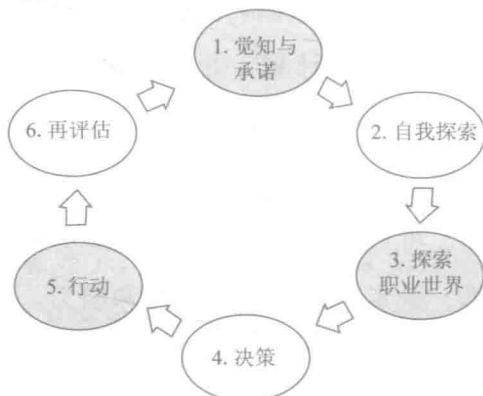 1. 觉知与
承诺
2. 自我探索
3. 探索
职业世界
4. 决策
5. 行动
6. 再评估